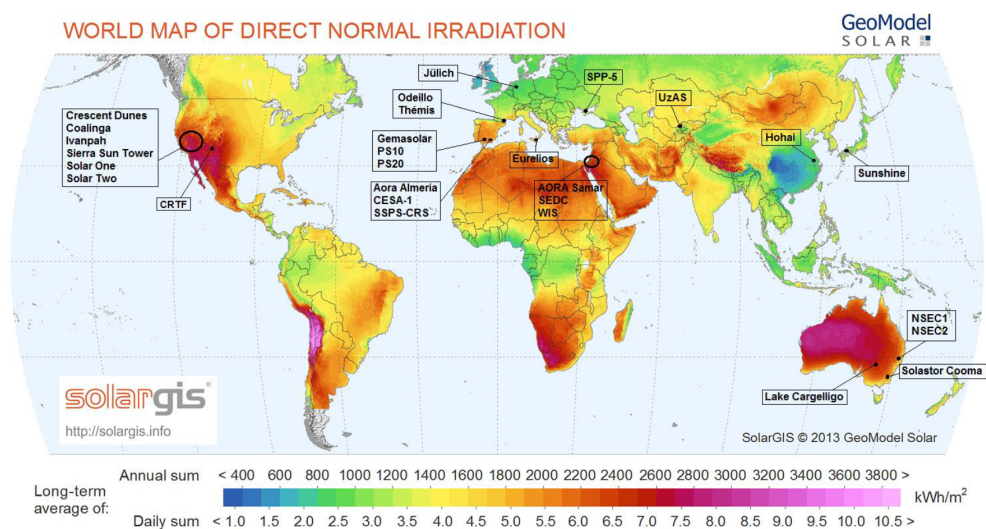 WORLD MAP OF DIRECT NORMAL IRRADIATION
GeoModel
SOLAR
Jülich
SPP-5
Odeillo
Thémis
UzAS
Crescent Dunes
Coalinga
Ivanpah
Sierra Sun Tower
Solar One
Solar Two
Gemasolar
PS10
PS20
Eurelios
Hohai
Sunshine
CRTF
Aora Almeria
CESA-1
SSPS-CRS
AORA Samar
SEDC
WIS
NSEC1
NSEC2
Solastor Cooma
Lake Cargelligo
solargis
http://solargis.info
SolarGIS © 2013 GeoModel Solar
Annual sum < 400 600 800 1000 1200 1400 1600 1800 2000 2200 2400 2600 2800 3000 3200 3400 3600 3800 >
Long-term
average of:
kWh/m²
Daily sum < 1.0 1.5 2.0 2.5 3.0 3.5 4.0 4.5 5.0 5.5 6.0 6.5 7.0 7.5 8.0 8.5 9.0 9.5 10.0 10.5 >